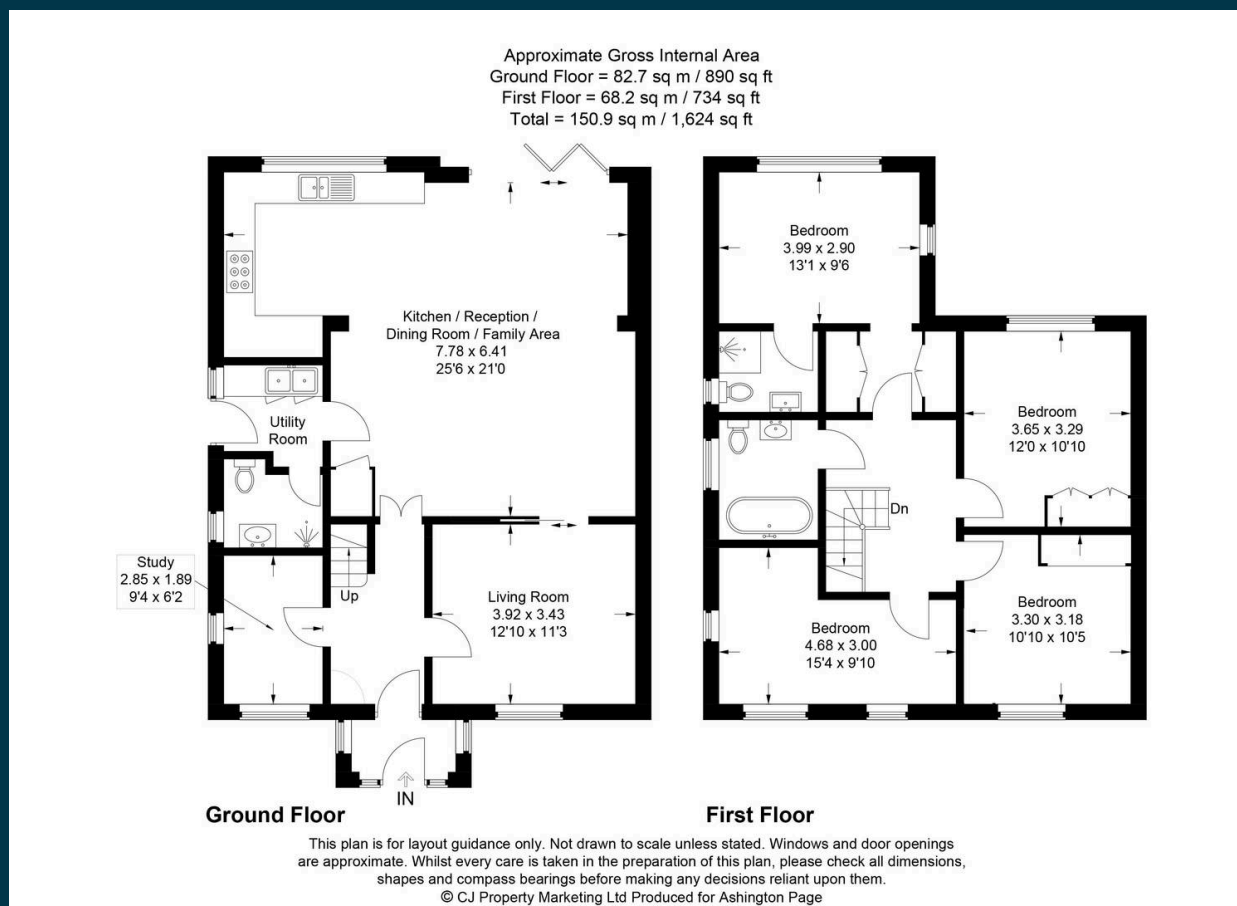 Approximate Gross Internal Area
Ground Floor = 82.7 sq m / 890 sq ft
First Floor = 68.2 sq m / 734 sq ft
Total = 150.9 sq m / 1,624 sq ft
Kitchen / Reception /
Dining Room / Family Area
7.78 x 6.41
25'6 x 21'0
Utility
Room
Study
2.85 x 1.89
9'4 x 6'2
Up
Living Room
3.92 x 3.43
12'10 x 11'3
IN
Ground Floor
Bedroom
3.99 x 2.90
13'1 x 9'6
Bedroom
3.65 x 3.29
12'0 x 10'10
Dn
Bedroom
4.68 x 3.00
15'4 x 9'10
Bedroom
3.30 x 3.18
10'10 x 10'5
First Floor
This plan is for layout guidance only. Not drawn to scale unless stated. Windows and door openings
are approximate. Whilst every care is taken in the preparation of this plan, please check all dimensions,
shapes and compass bearings before making any decisions reliant upon them.
© CJ Property Marketing Ltd Produced for Ashington Page